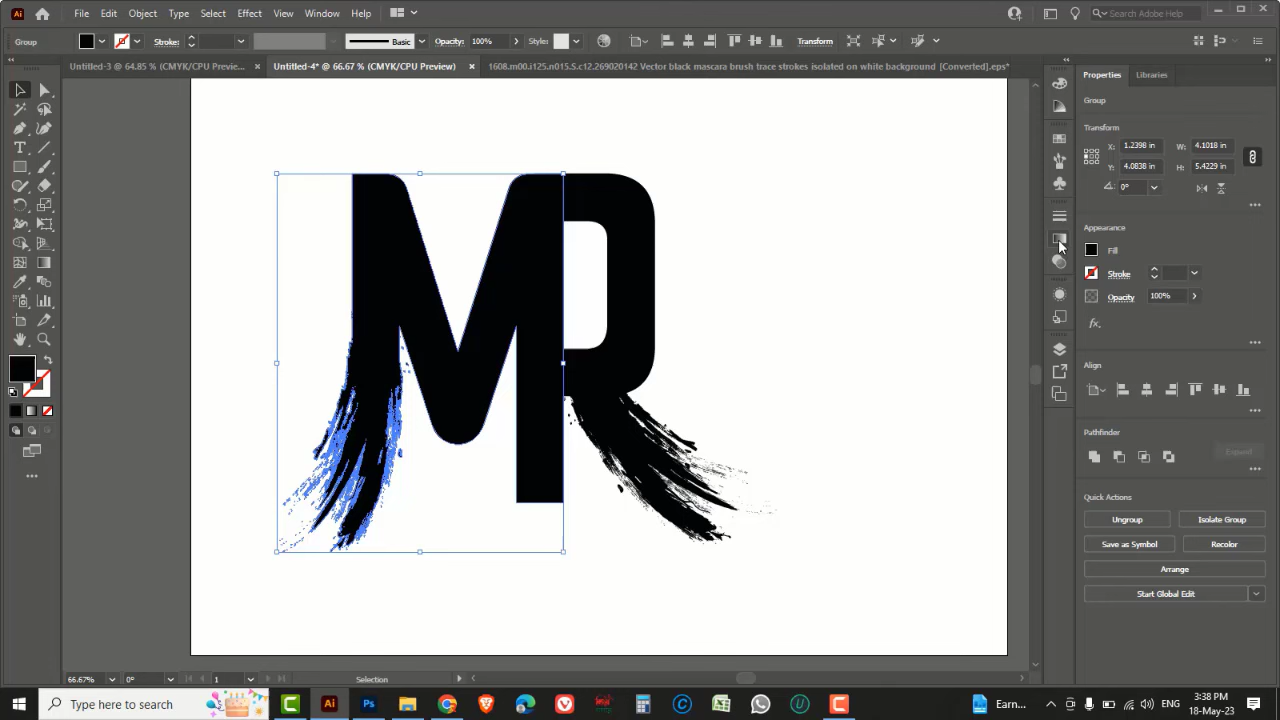 Ai File Edit Object Type Select Effect View Window Help Search Adobe Help
Group Stroke: Basic Opacity: 100% Style: Transform
Untitled-3 @ 64.85 % (CMYK/CPU Previe... × Untitled-4* @ 66.67 % (CMYK/CPU Preview) × 1608.m00.i125.n015.S.c12.269020142 Vector black mascara brush trace strokes isolated on white background [Converted].eps*
Properties Libraries
Group
Transform
X: 1.2398 in W: 4.1018 in
Y: 4.0838 in H: 5.4229 in
0°
Appearance
Fill
Stroke
Opacity 100%
fx.
Align
Pathfinder
Expand
Quick Actions
Ungroup Isolate Group
Save as Symbol Recolor
Arrange
Start Global Edit
MR
66.67% 0° 1 Selection
Type here to search Ai Ps Earn... ENG 3:38 PM
18-May-23